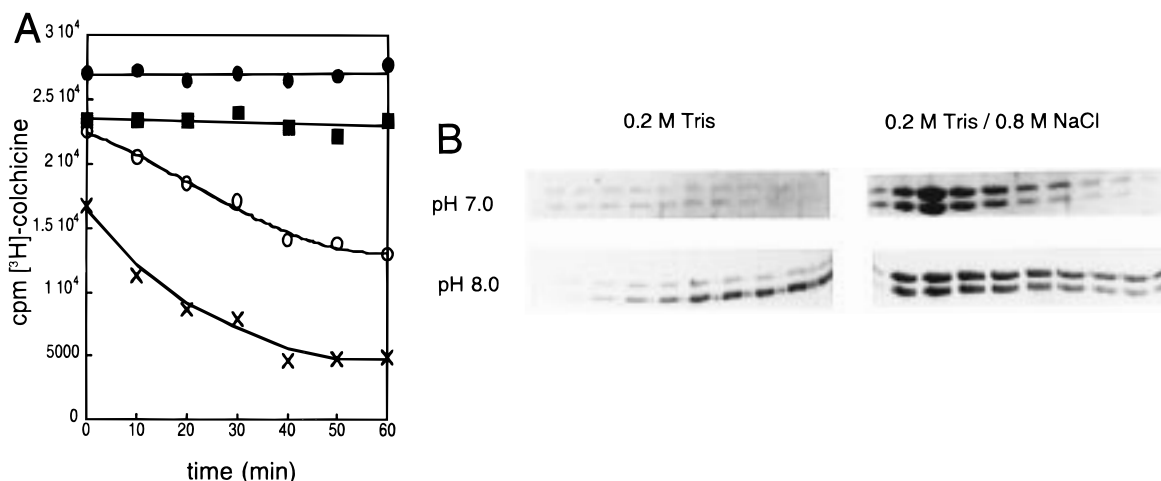 A
3 10⁴
2.5 10⁴
2 10⁴
1.5 10⁴
1 10⁴
5000
0
0 10 20 30 40 50 60
time (min)
cpm [³H]-colchicine
B
0.2 M Tris
0.2 M Tris / 0.8 M NaCl
pH 7.0
pH 8.0